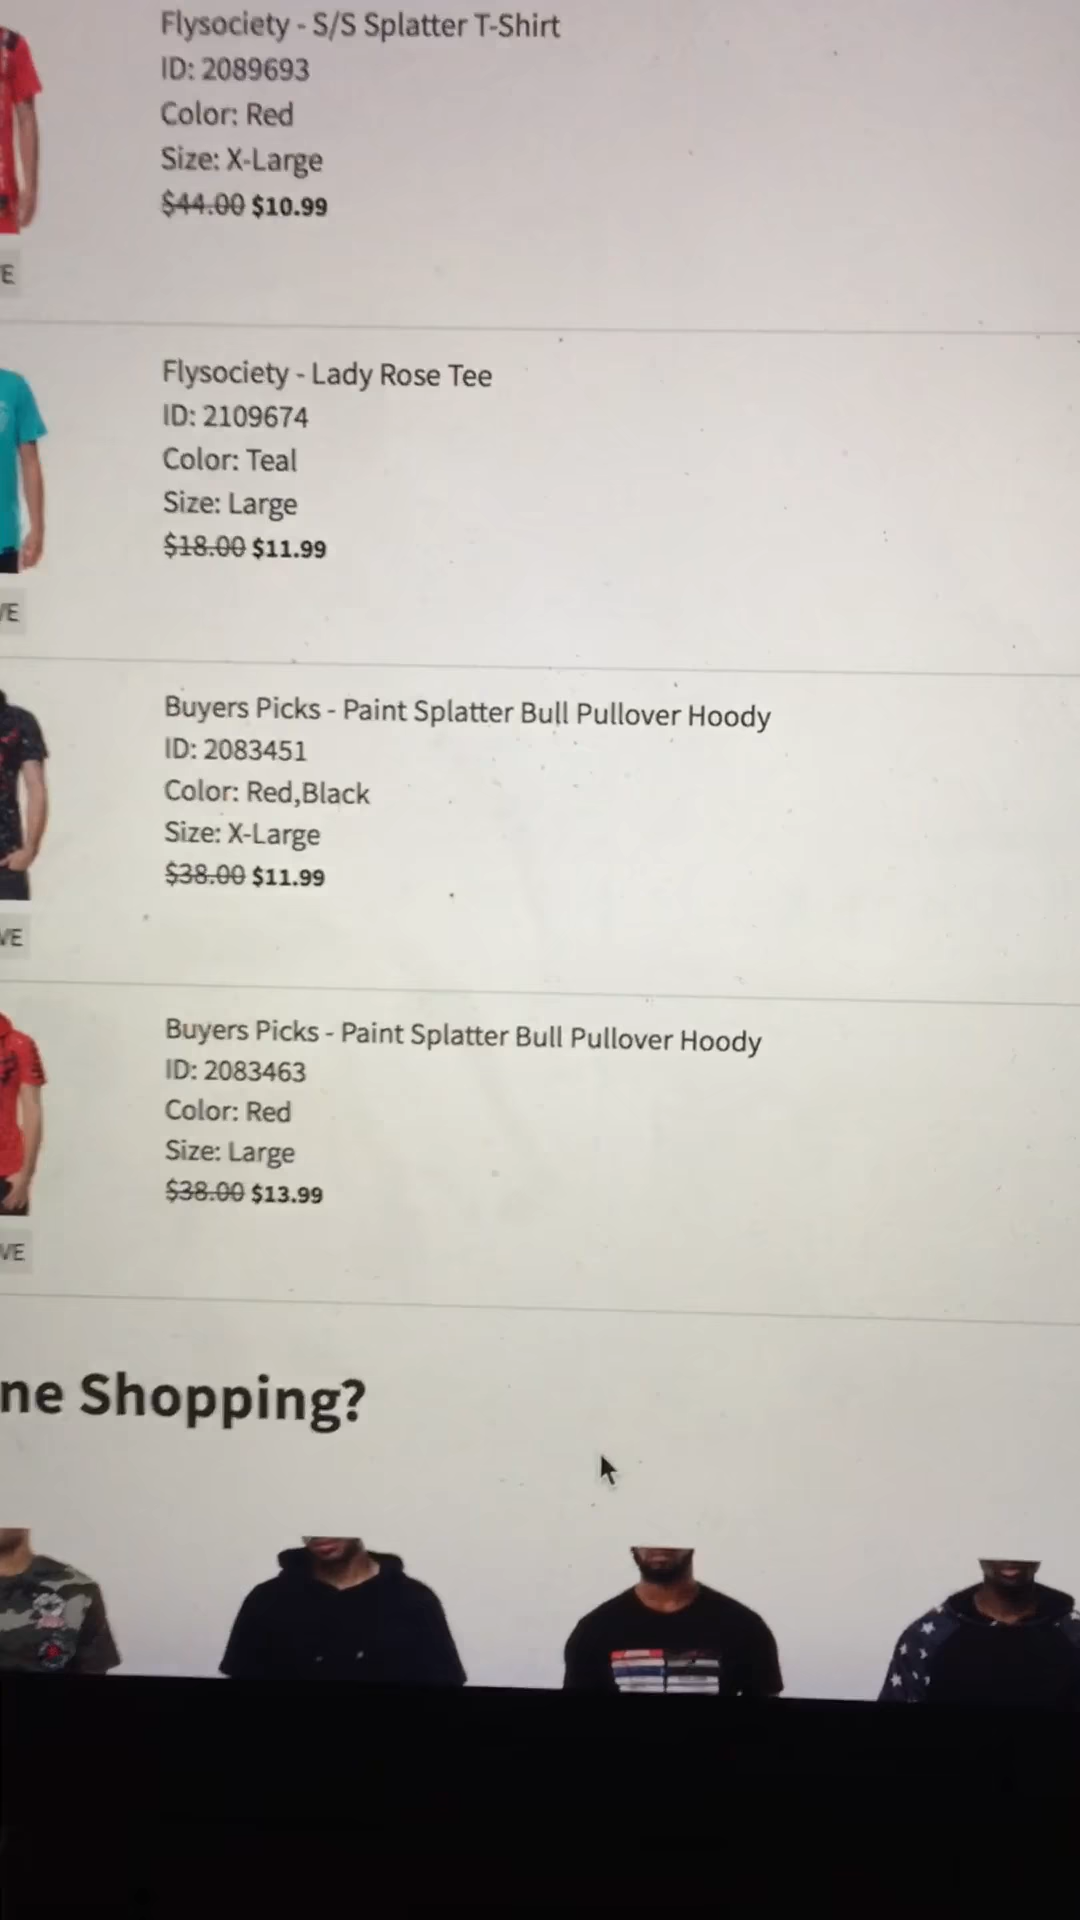 Flysociety - S/S Splatter T-Shirt
ID: 2089693
Color: Red
Size: X-Large
$44.00 $10.99
E
Flysociety - Lady Rose Tee
ID: 2109674
Color: Teal
Size: Large
$18.00 $11.99
VE
Buyers Picks - Paint Splatter Bull Pullover Hoody
ID: 2083451
Color: Red,Black
Size: X-Large
$38.00 $11.99
VE
Buyers Picks - Paint Splatter Bull Pullover Hoody
ID: 2083463
Color: Red
Size: Large
$38.00 $13.99
VE
ne Shopping?